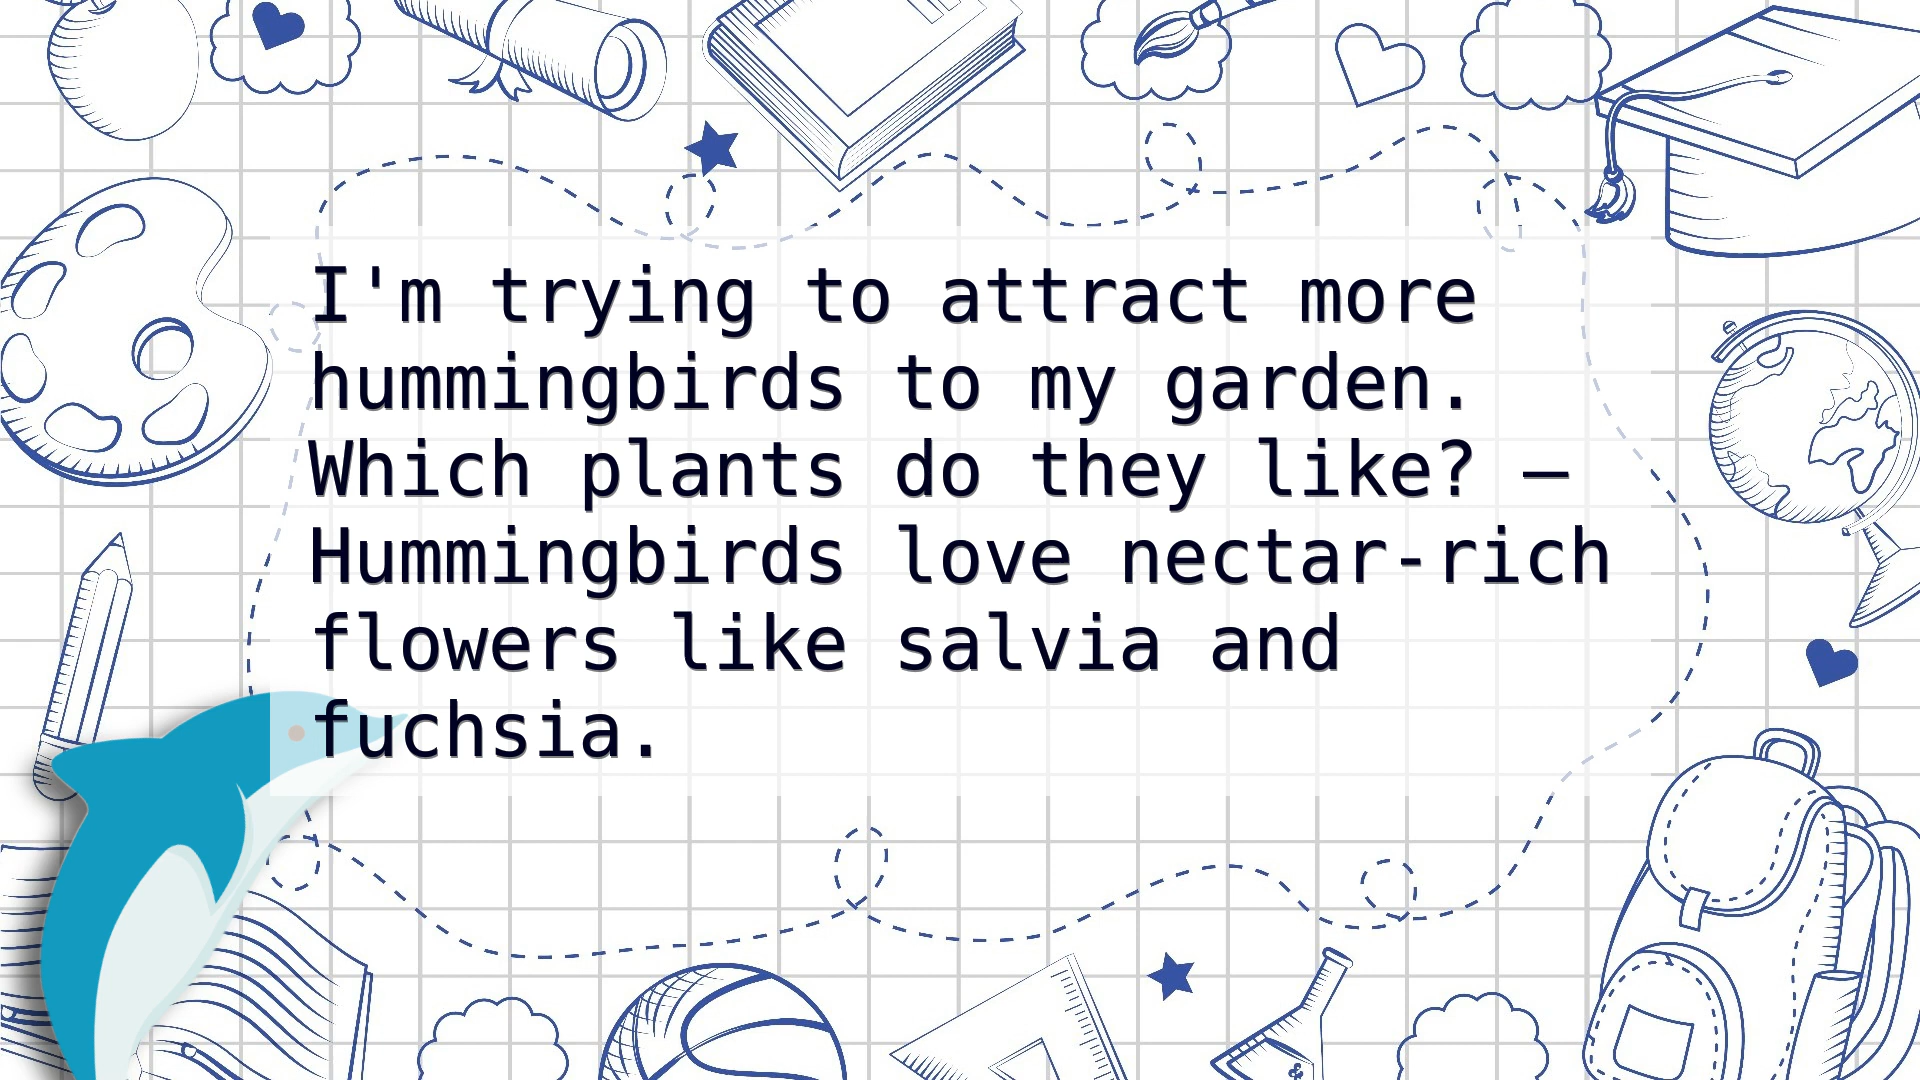 I'm trying to attract more
hummingbirds to my garden.
Which plants do they like? –
Hummingbirds love nectar-rich
flowers like salvia and
fuchsia.